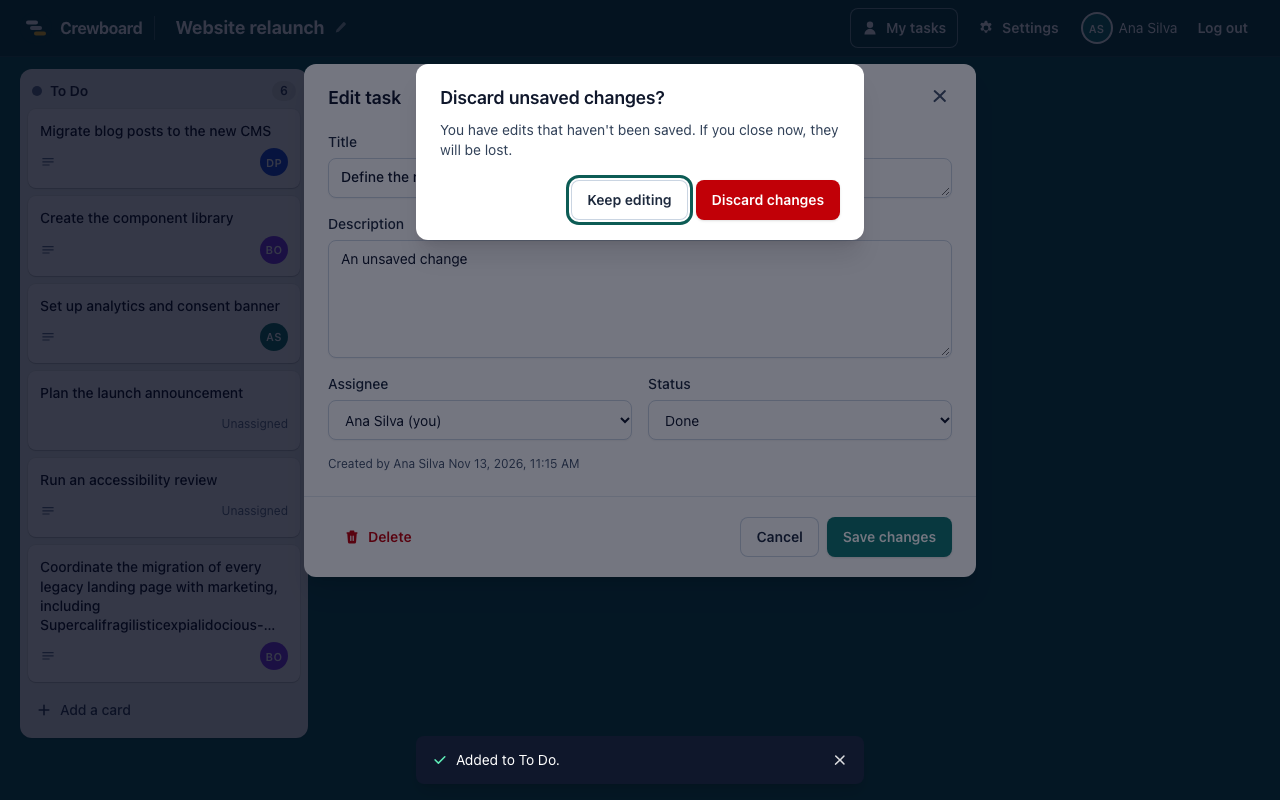 Crewboard
Website relaunch
My tasks
Settings
AS
Ana Silva
Log out
To Do
6
Migrate blog posts to the new CMS
DP
Create the component library
BO
Set up analytics and consent banner
AS
Plan the launch announcement
Unassigned
Run an accessibility review
Unassigned
Coordinate the migration of every
legacy landing page with marketing,
including
Supercalifragilisticexpialidocious-...
BO
Add a card
Edit task
Title
Define the
Description
An unsaved change
Assignee
Status
Ana Silva (you)
Done
Created by Ana Silva Nov 13, 2026, 11:15 AM
Delete
Cancel
Save changes
Discard unsaved changes?
You have edits that haven't been saved. If you close now, they
will be lost.
Keep editing
Discard changes
Added to To Do.